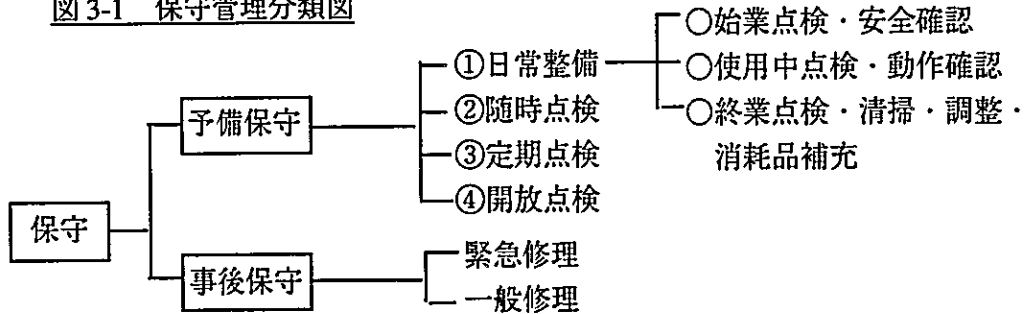 図 3-1 保守管理分類図
○始業点検・安全確認
①日常整備
○使用中点検・動作確認
予備保守
②随時点検
○終業点検・清掃・調整・
消耗品補充
③定期点検
④開放点検
保守
緊急修理
事後保守
一般修理